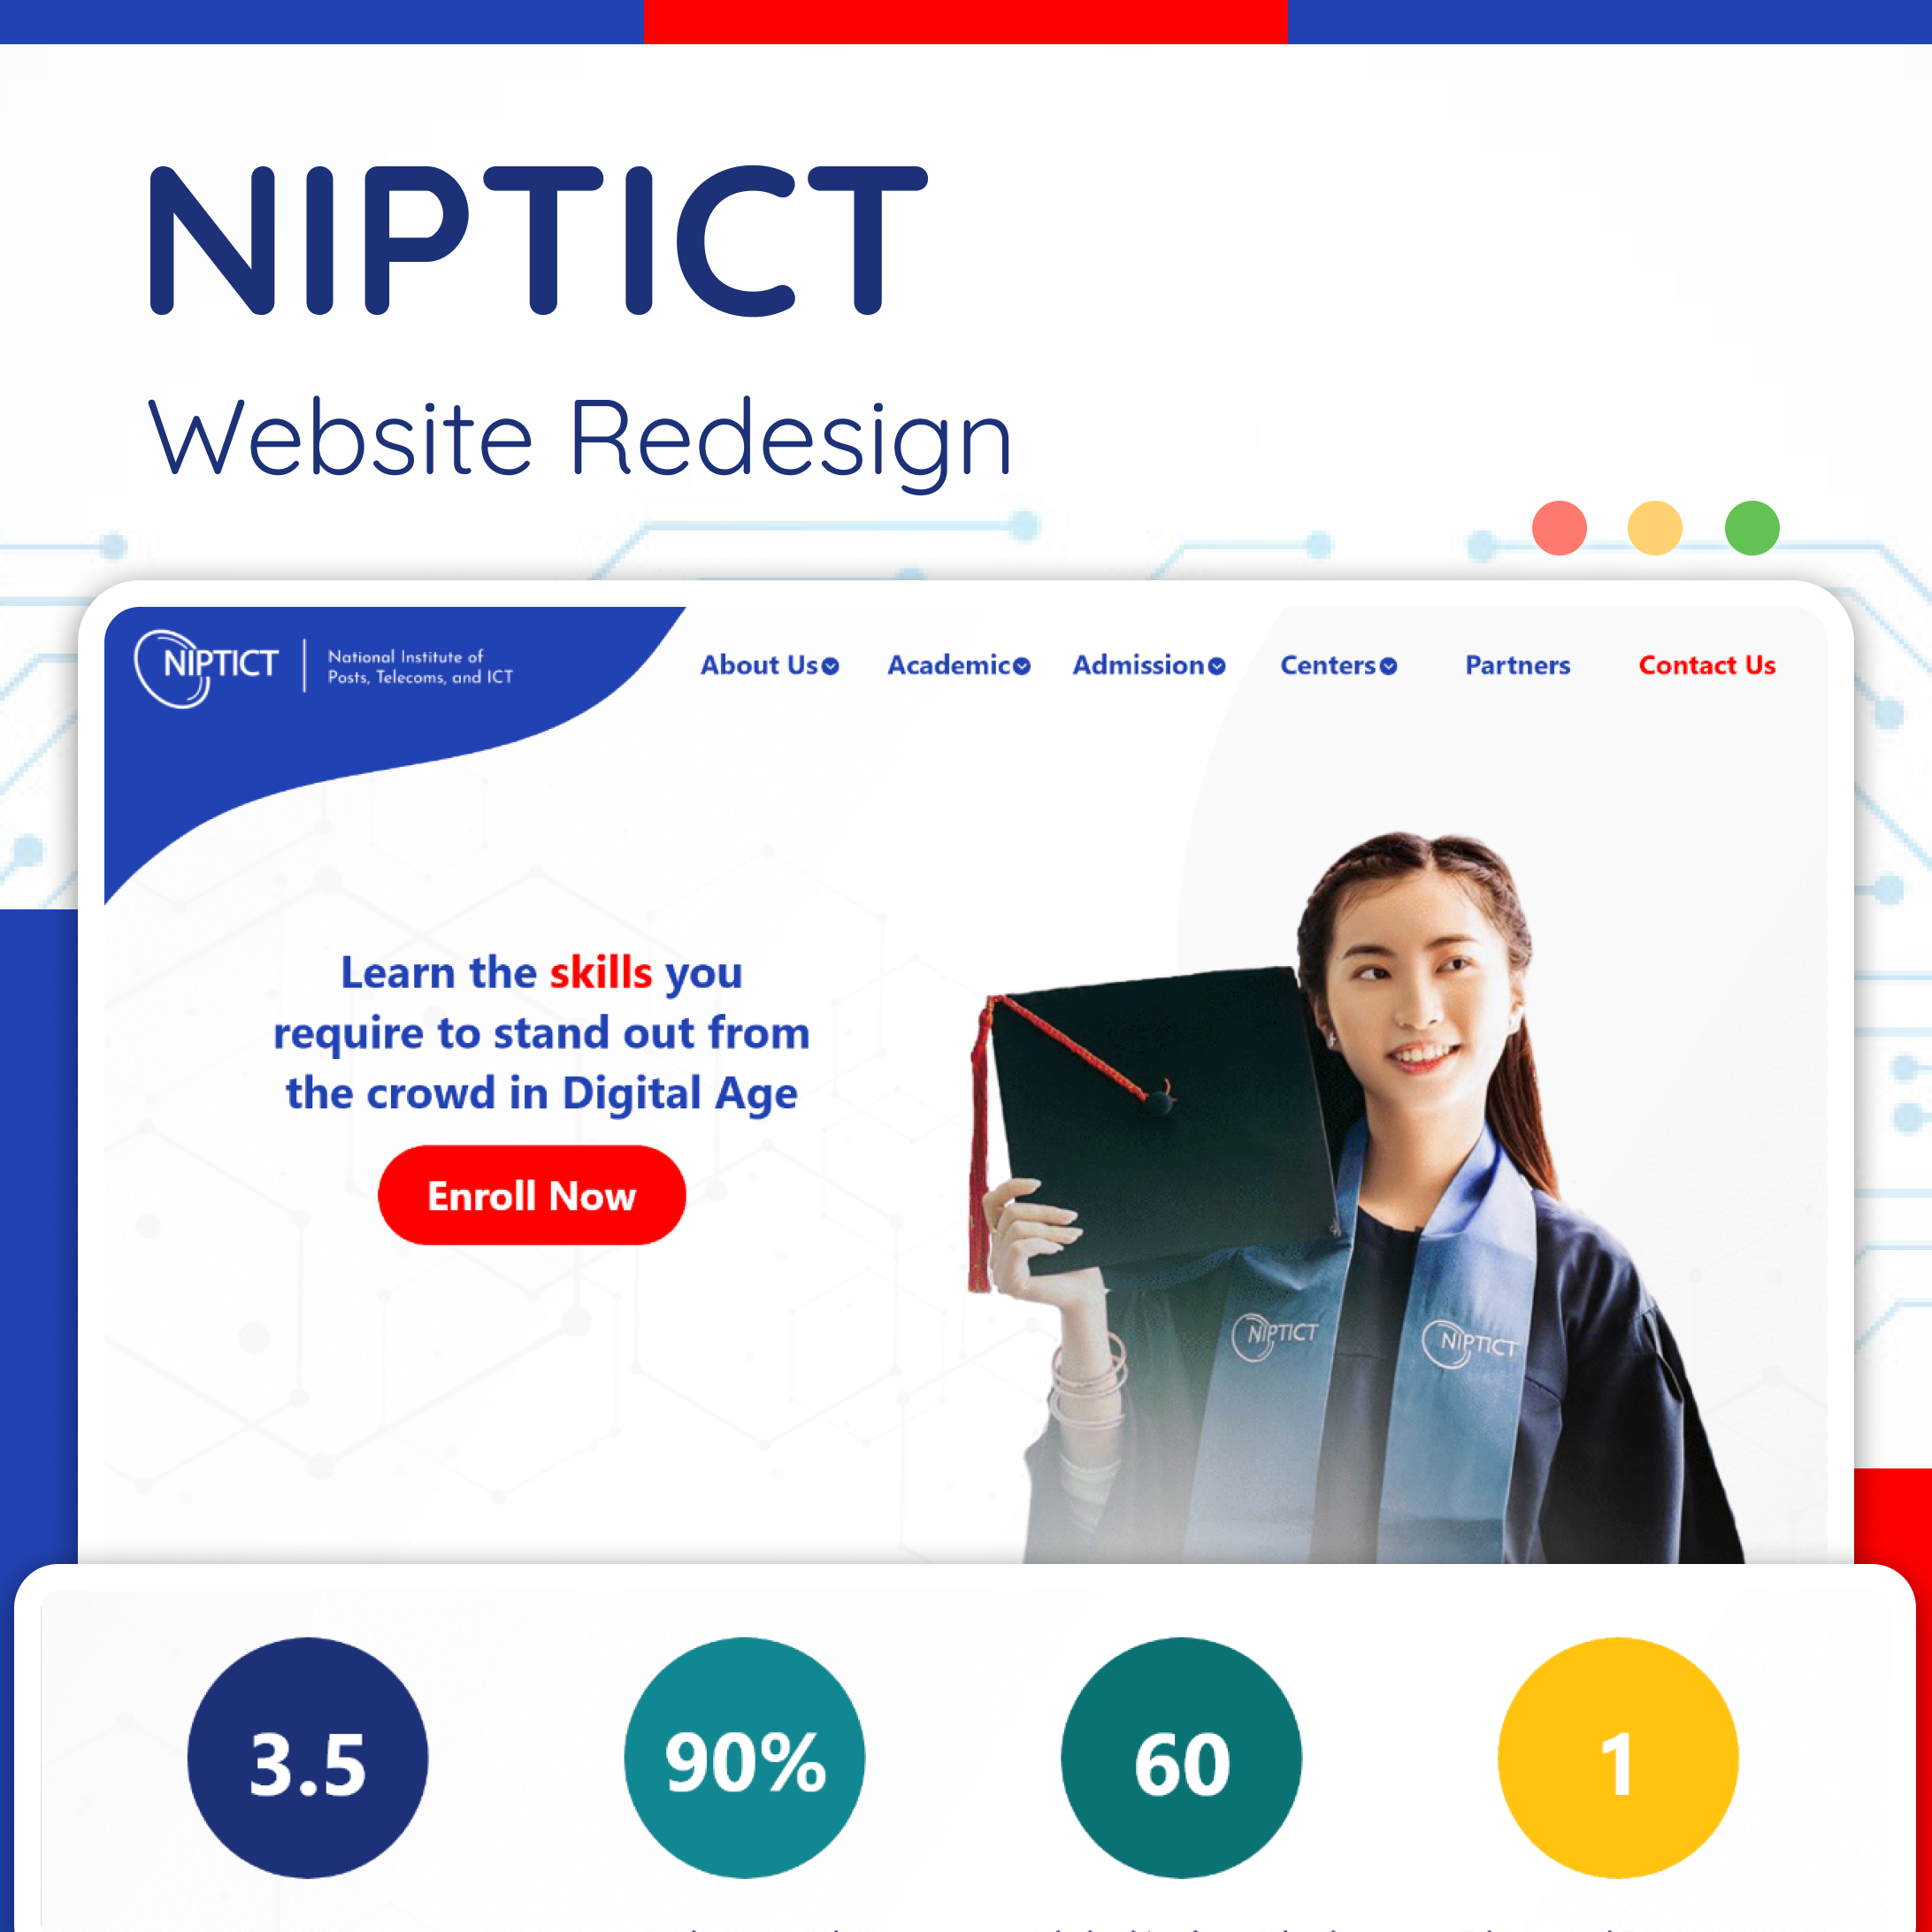 NIPTICT
Website Redesign
NIPTICT
National Institute of
Posts, Telecoms, and ICT
About Us
Academic
Admission
Centers
Partners
Contact Us
Learn the skills you
require to stand out from
the crowd in Digital Age
Enroll Now
NIPTICT
NIPTICT
3.5
90%
60
1